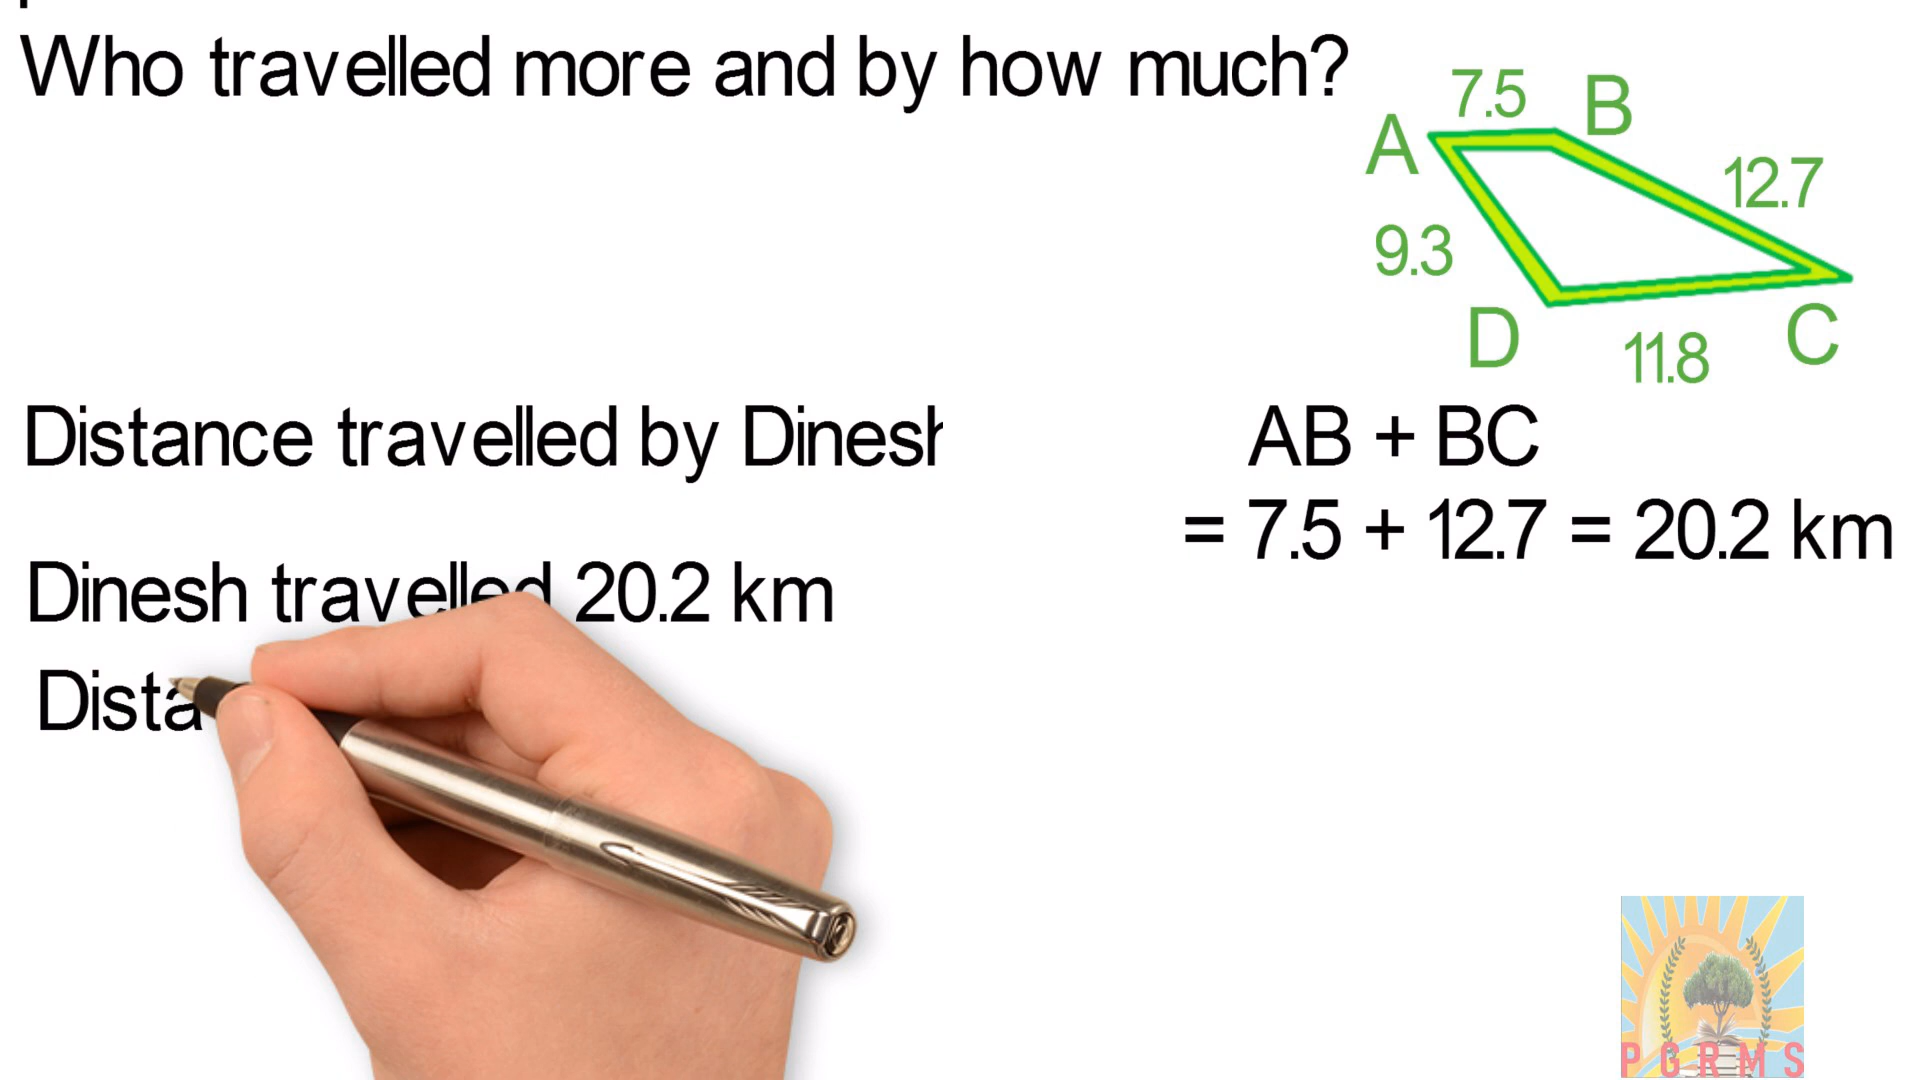 Who travelled more and by how much?
7.5
A
B
12.7
9.3
D
11.8
C
Distance travelled by Dinesh
AB + BC
= 7.5 + 12.7 = 20.2 km
Dinesh travelled 20.2 km
Dista
PGRMS